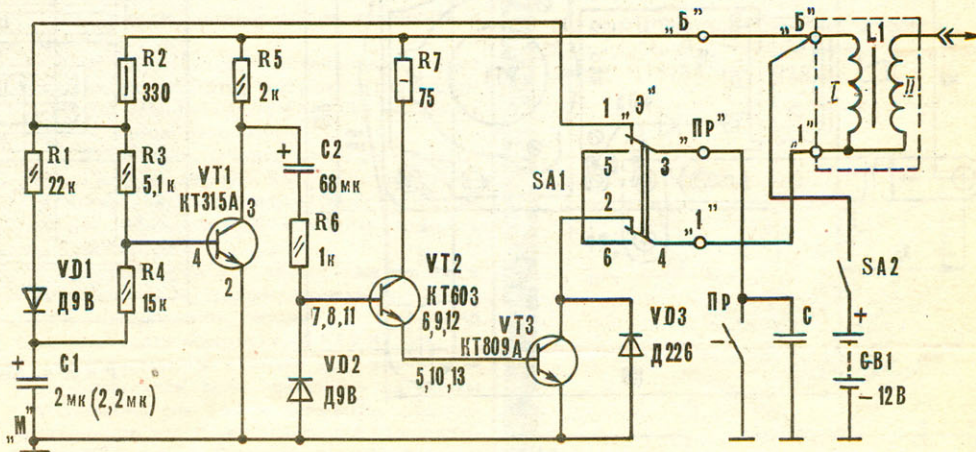 „Б" „Б" L1
R2 330
R5 2к
R7 75
I II
1 „Э"
„ПР"
R1 22к
R3 5,1к
C2 68мк
+
5 3
SA1
„1"
VT1 КТ315А
3
4
2
R6 1к
2
6 4
„1"
R4 15к
VD1 Д9В
VT2 КТ603
7,8,11
6,9,12
SA2
ПР
С
+
VT3 КТ809А
VD3 Д226
+
C1 2мк (2,2мк)
VD2 Д9В
5,10,13
GB1
– 12В
„М"